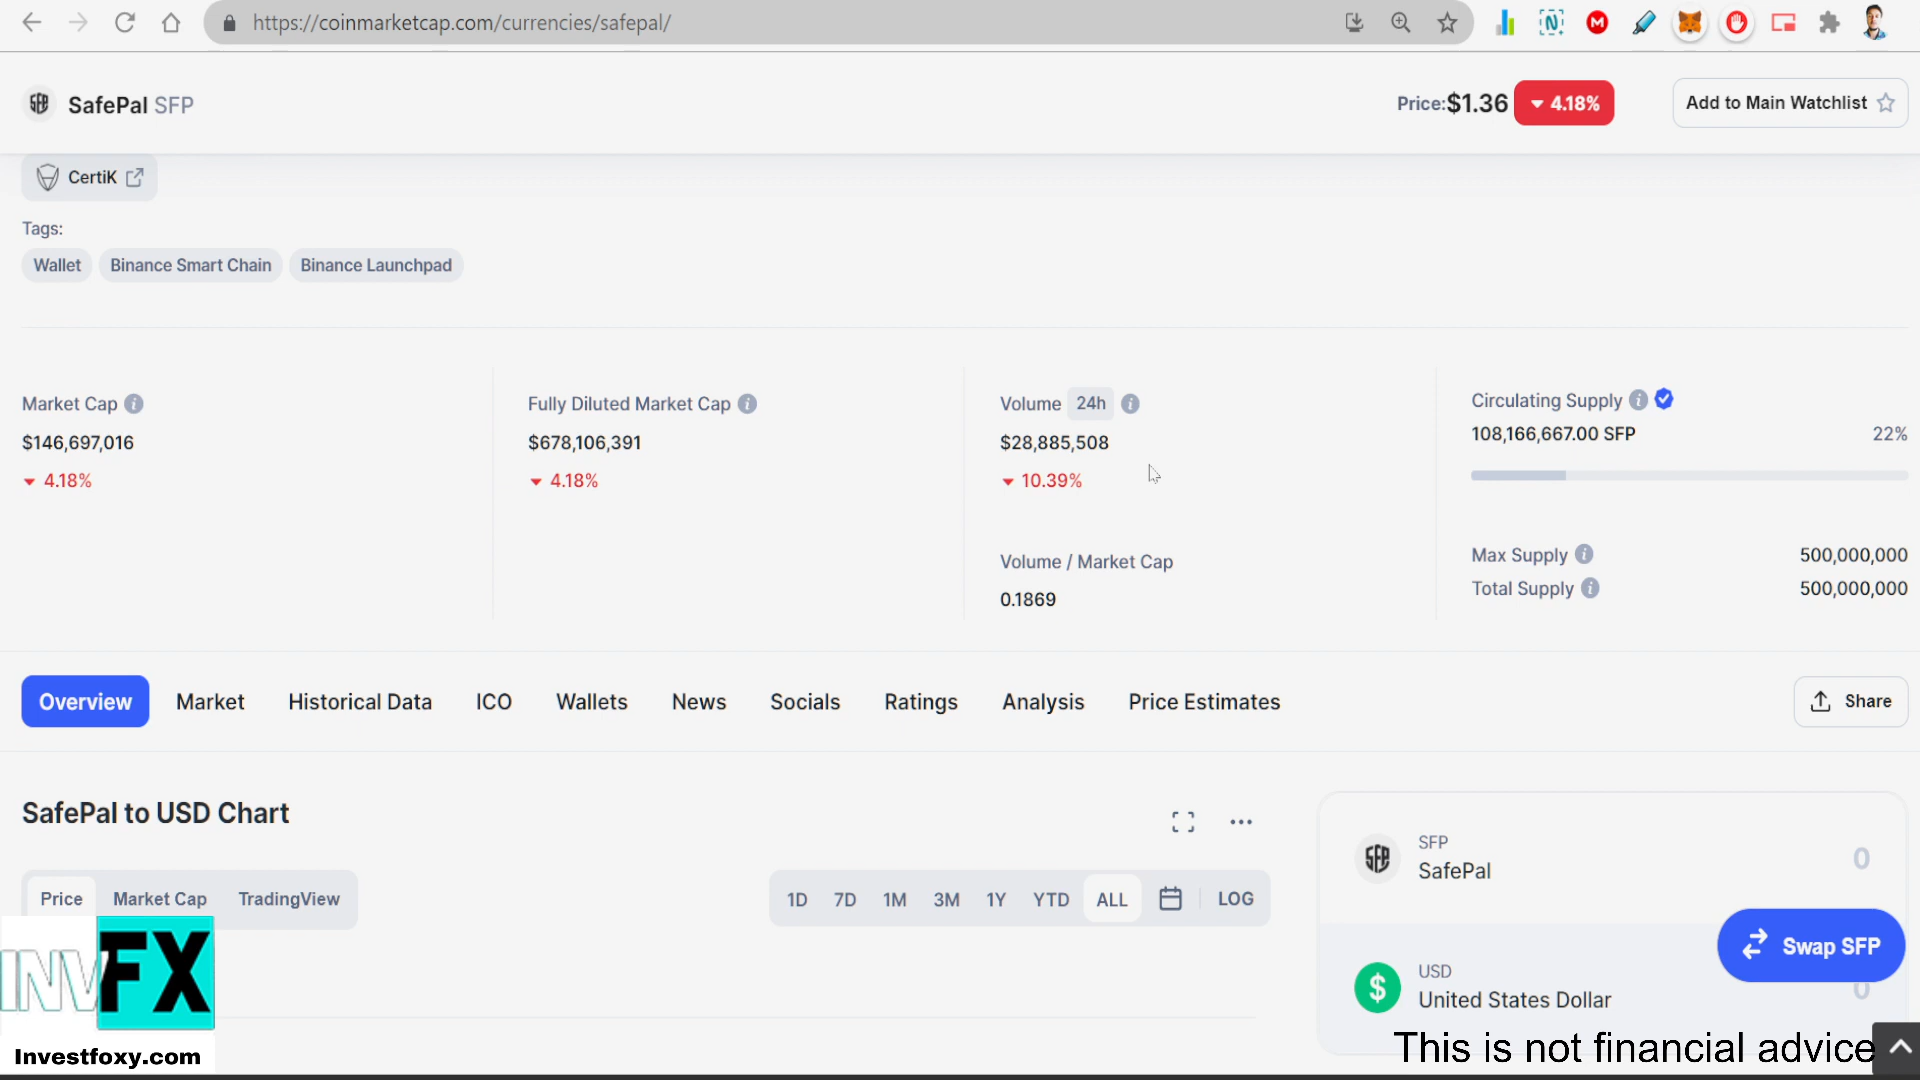 https://coinmarketcap.com/currencies/safepal/
SafePal SFP
Price:$1.36 4.18%
Add to Main Watchlist
CertiK
Tags:
Wallet Binance Smart Chain Binance Launchpad
Market Cap
$146,697,016
4.18%
Fully Diluted Market Cap
$678,106,391
4.18%
Volume 24h
$28,885,508
10.39%
Volume / Market Cap
0.1869
Circulating Supply
108,166,667.00 SFP 22%
Max Supply 500,000,000
Total Supply 500,000,000
Overview Market Historical Data ICO Wallets News Socials Ratings Analysis Price Estimates Share
SafePal to USD Chart
Price Market Cap TradingView
1D 7D 1M 3M 1Y YTD ALL LOG
SFP
SafePal 0
USD
United States Dollar 0
Swap SFP
INVFX
Investfoxy.com
This is not financial advice